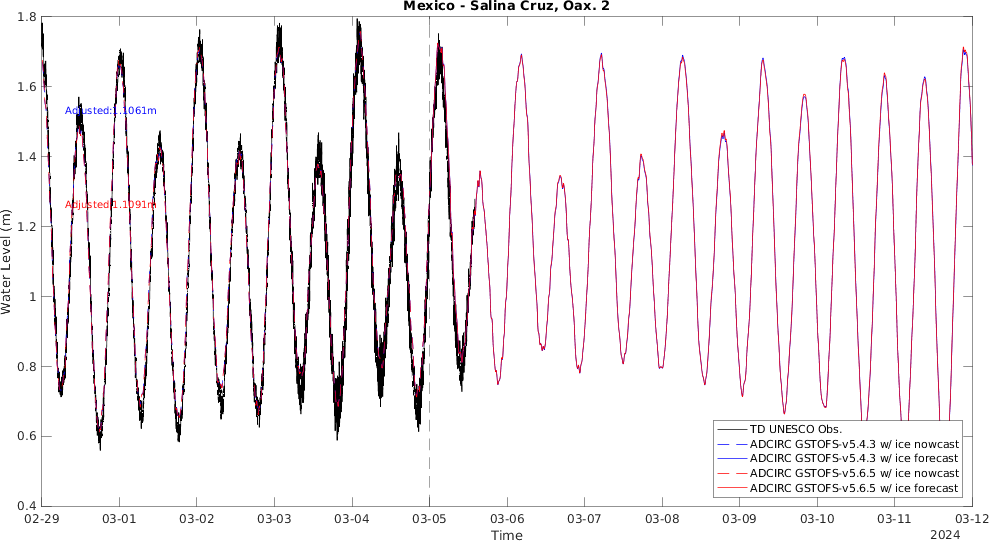 Mexico - Salina Cruz, Oax. 2
Water Level (m)
1.8
1.6
1.4
1.2
1
0.8
0.6
0.4
Adjusted:1.1061m
Adjusted:1.1091m
TD UNESCO Obs.
ADCIRC GSTOFS-v5.4.3 w/ ice nowcast
ADCIRC GSTOFS-v5.4.3 w/ ice forecast
ADCIRC GSTOFS-v5.6.5 w/ ice nowcast
ADCIRC GSTOFS-v5.6.5 w/ ice forecast
02-29 03-01 03-02 03-03 03-04 03-05 03-06 03-07 03-08 03-09 03-10 03-11 03-12
Time
2024